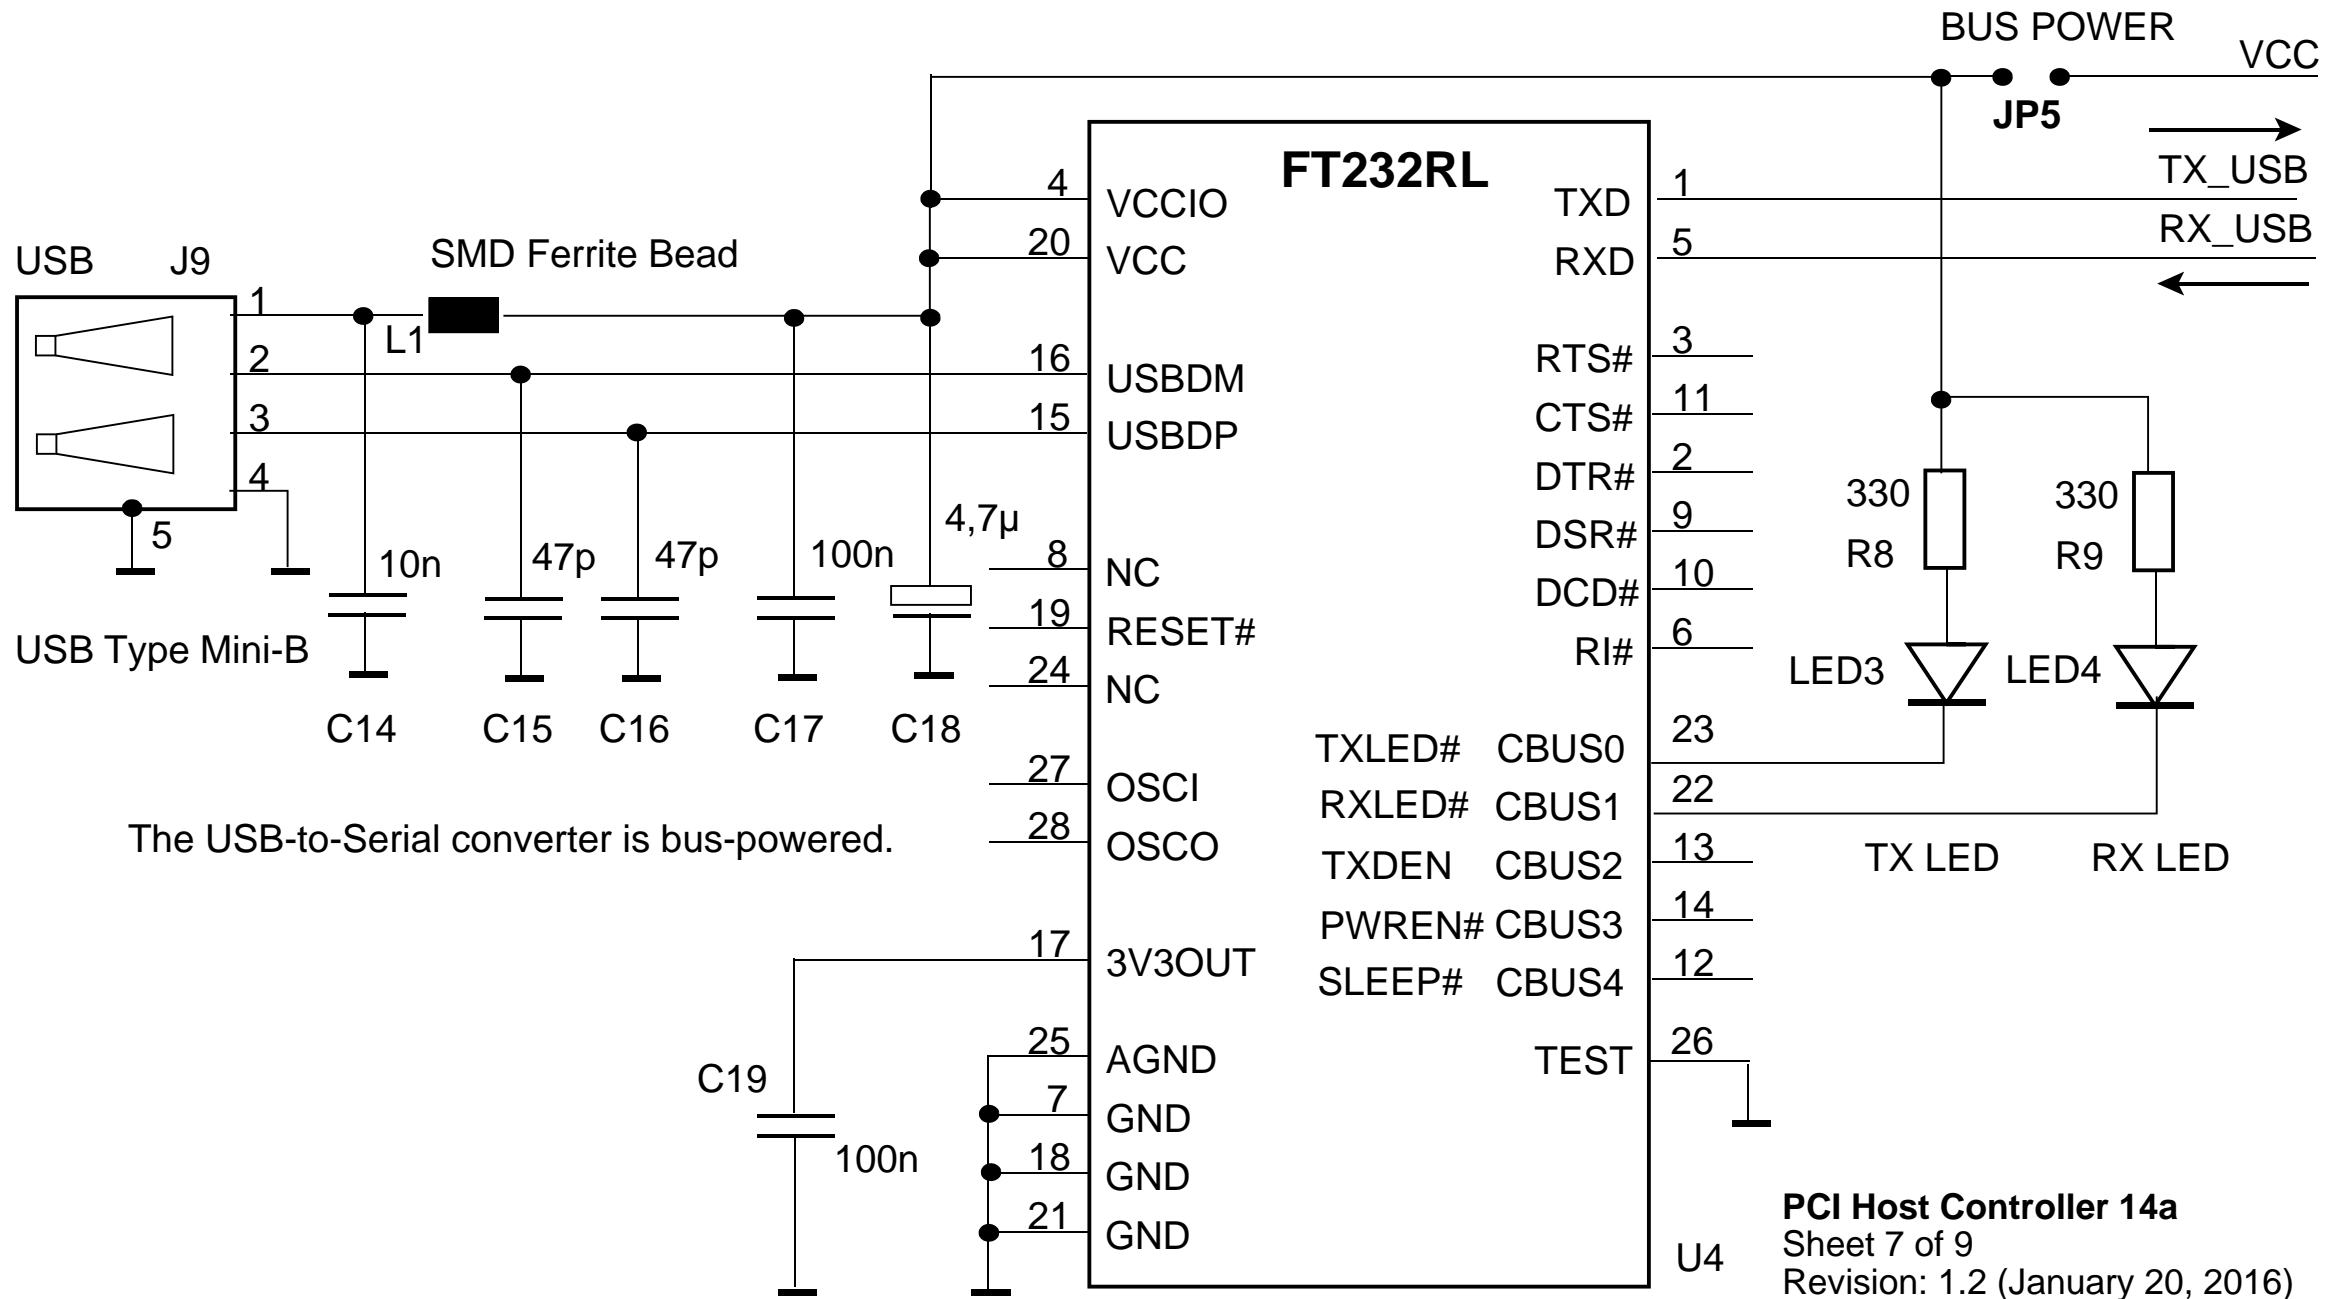 BUS POWER
VCC
JP5
FT232RL
TX_USB
RX_USB
4
VCCIO
TXD
1
20
VCC
RXD
5
USB
J9
SMD Ferrite Bead
1
L1
2
16
USBDM
RTS#
3
3
15
USBDP
CTS#
11
4
DTR#
2
5
4,7µ
DSR#
9
330
R8
330
R9
10n
47p
47p
100n
8
NC
DCD#
10
19
RESET#
RI#
6
USB Type Mini-B
24
NC
LED3
LED4
C14
C15
C16
C17
C18
TXLED#
CBUS0
23
27
OSCI
RXLED#
CBUS1
22
The USB-to-Serial converter is bus-powered.
28
OSCO
TXDEN
CBUS2
13
TX LED
RX LED
PWREN#
CBUS3
14
17
3V3OUT
SLEEP#
CBUS4
12
25
AGND
TEST
26
C19
7
GND
100n
18
GND
21
GND
U4
PCI Host Controller 14a
Sheet 7 of 9
Revision: 1.2 (January 20, 2016)